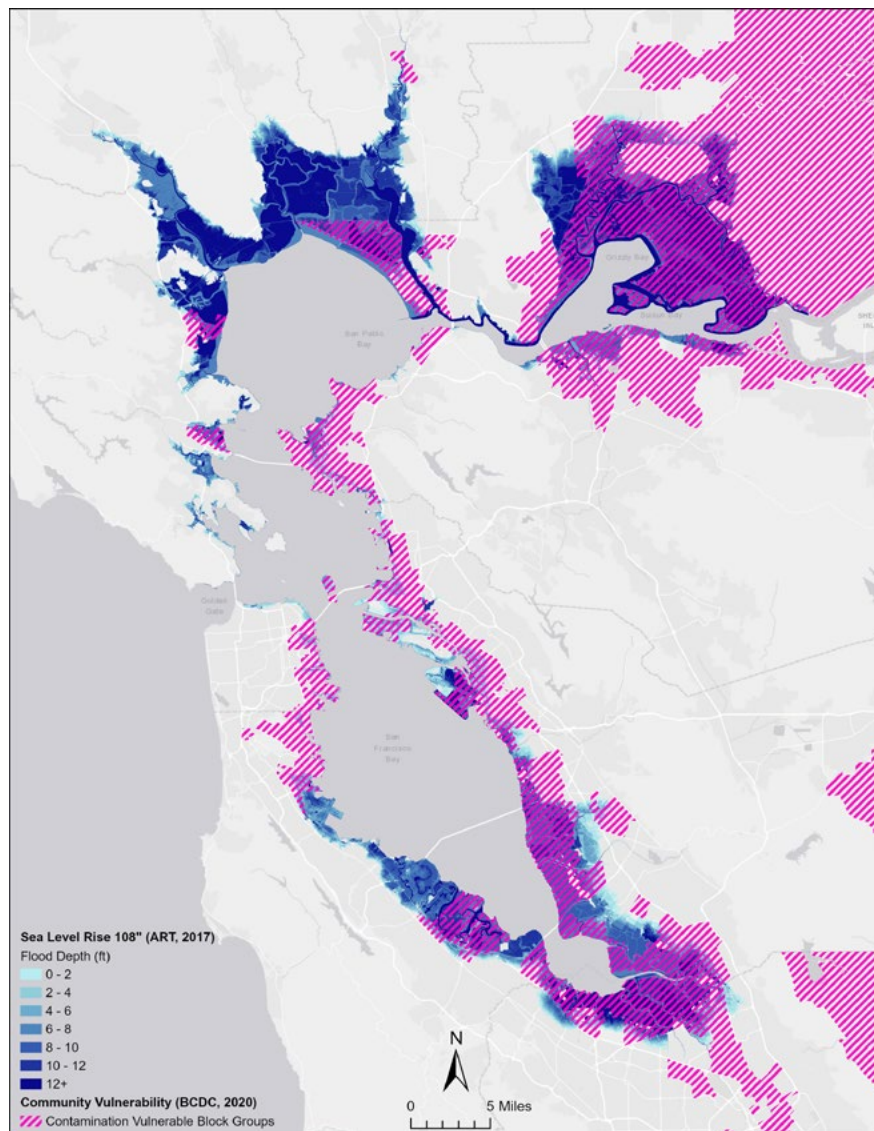 Grizzly Bay
Suisun Bay
SHE
San Pablo
Bay
Golden
Gate
San
Francisco
Bay
Sea Level Rise 108" (ART, 2017)
Flood Depth (ft)
0 - 2
2 - 4
4 - 6
6 - 8
8 - 10
10 - 12
12+
Community Vulnerability (BCDC, 2020)
Contamination Vulnerable Block Groups
N
0 5 Miles